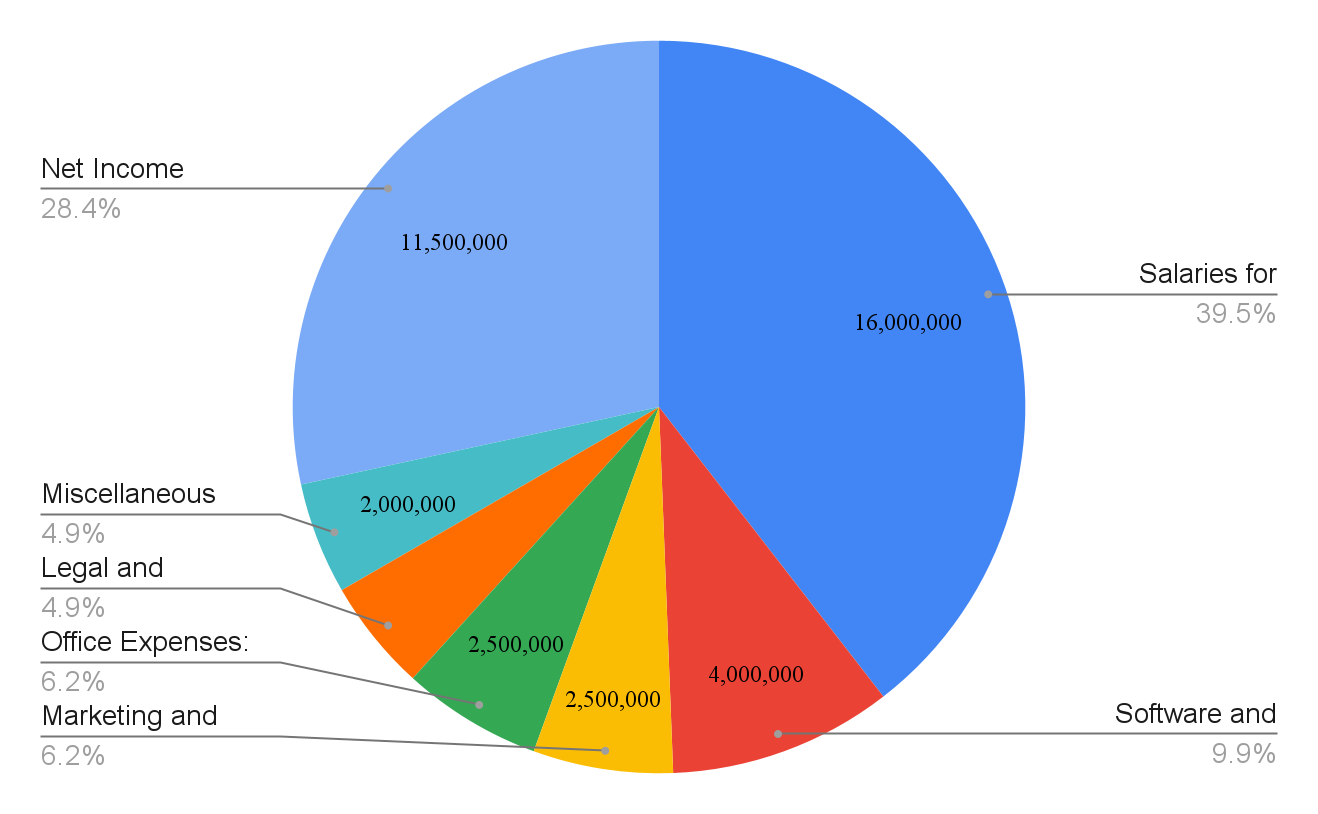 Net Income
28.4%
11,500,000
Salaries for
39.5%
16,000,000
Miscellaneous
4.9%
2,000,000
Legal and
4.9%
Office Expenses:
6.2%
2,500,000
Marketing and
6.2%
2,500,000
4,000,000
Software and
9.9%